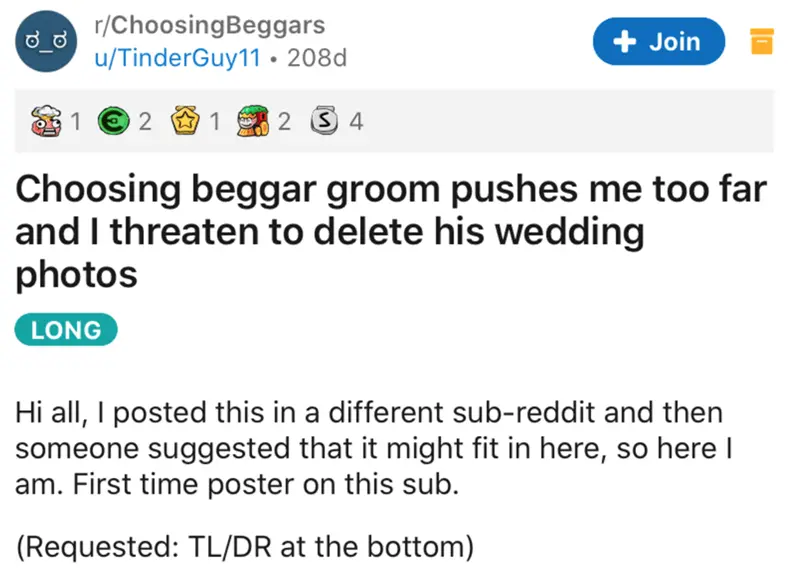 r/ChoosingBeggars
u/TinderGuy11 • 208d
+ Join
1 2 1 2 S 4
Choosing beggar groom pushes me too far
and I threaten to delete his wedding
photos
LONG
Hi all, I posted this in a different sub-reddit and then
someone suggested that it might fit in here, so here I
am. First time poster on this sub.
(Requested: TL/DR at the bottom)